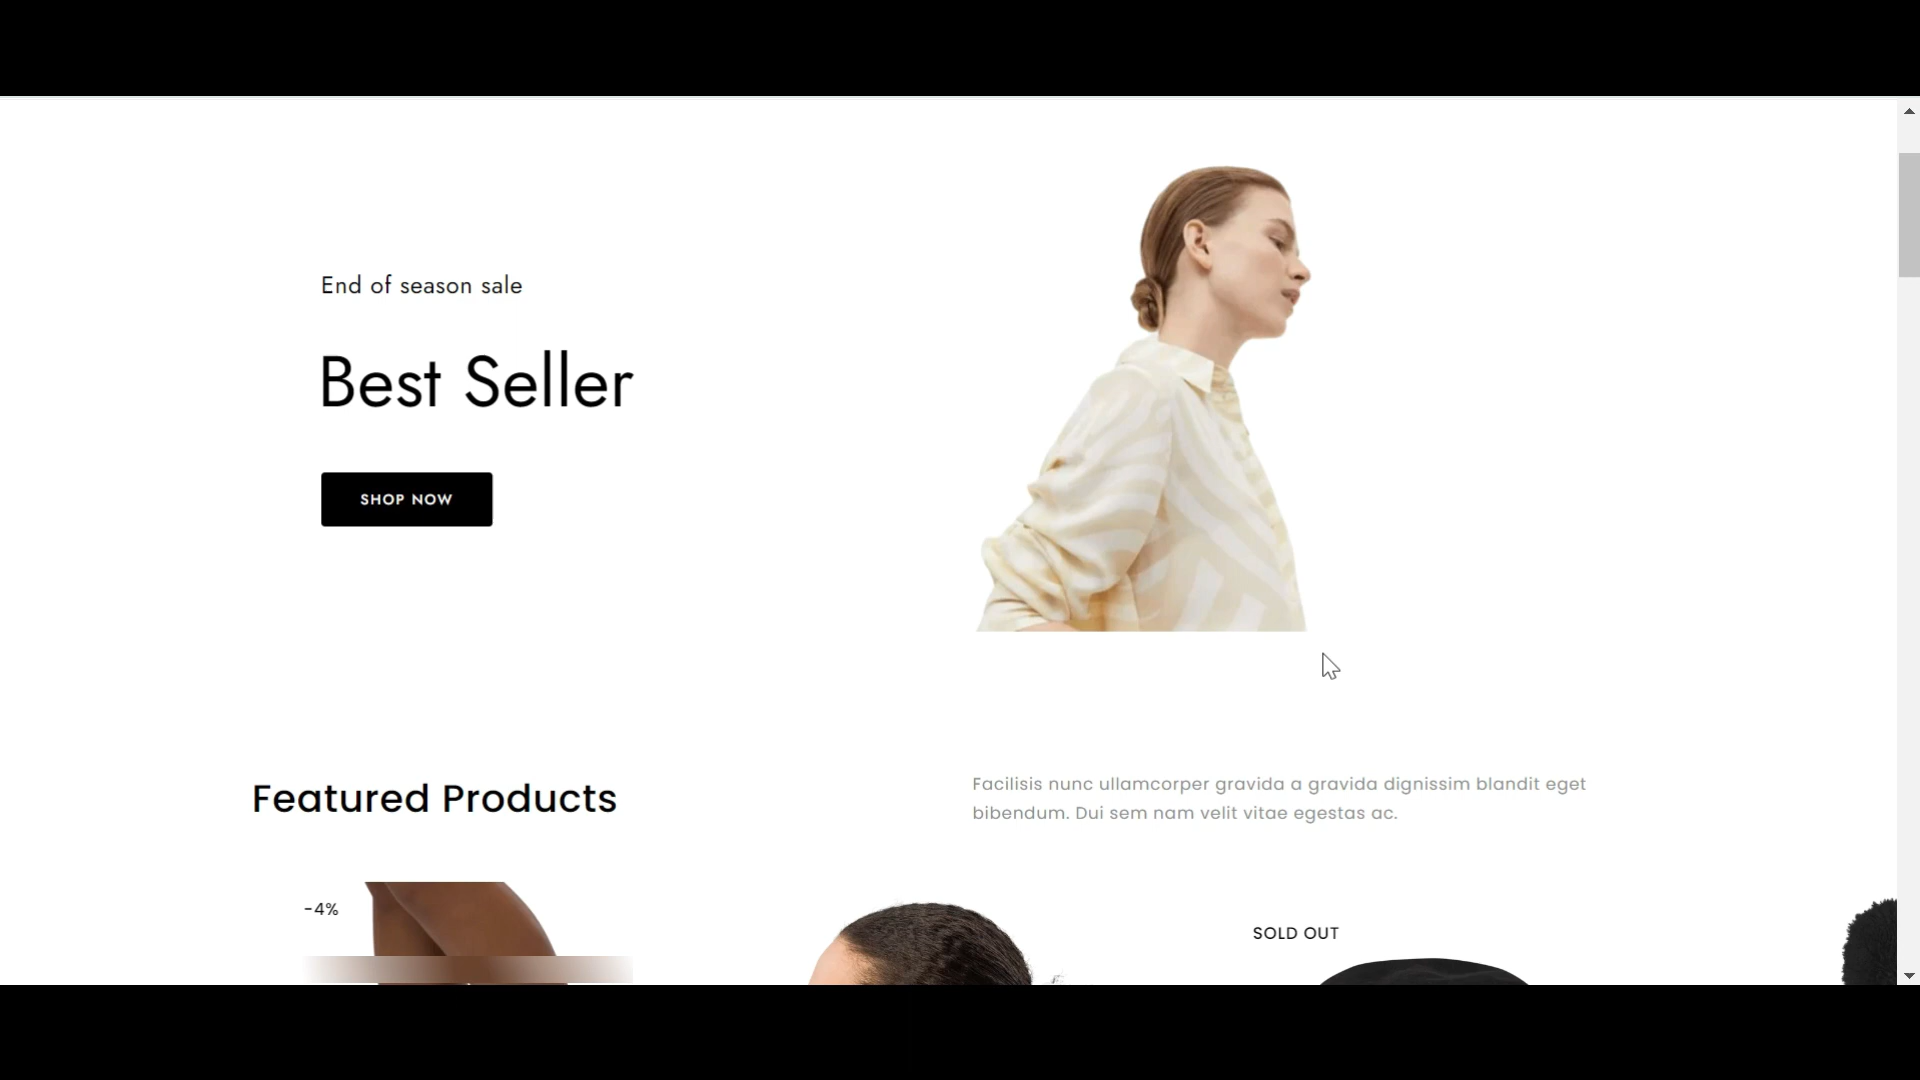 End of season sale
Best Seller
SHOP NOW
Featured Products
Facilisis nunc ullamcorper gravida a gravida dignissim blandit eget
bibendum. Dui sem nam velit vitae egestas ac.
-4%
SOLD OUT